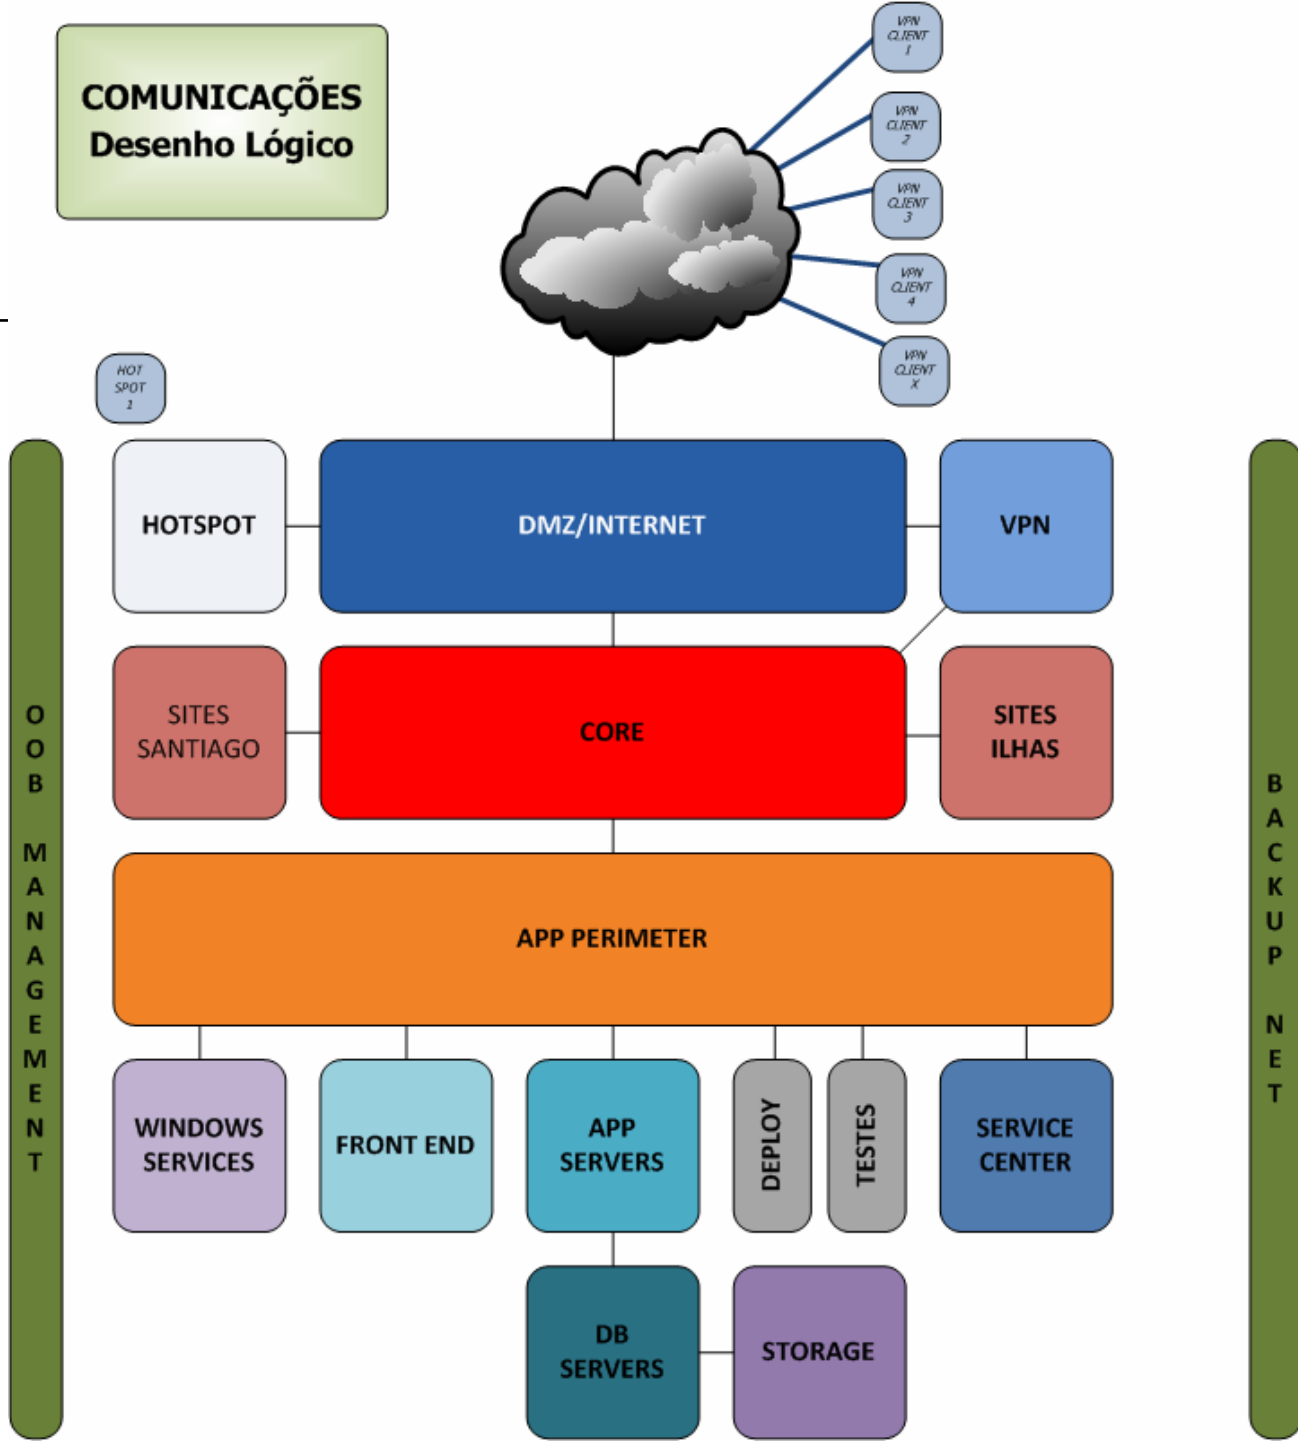 COMUNICAÇÕES
Desenho Lógico
VPN
CLIENT
1
VPN
CLIENT
2
VPN
CLIENT
3
VPN
CLIENT
4
VPN
CLIENT
X
HOT
SPOT
1
HOTSPOT
DMZ/INTERNET
VPN
SITES
SANTIAGO
CORE
SITES
ILHAS
OOB MANAGEMENT
BACKUP NET
APP PERIMETER
WINDOWS
SERVICES
FRONT END
APP
SERVERS
DEPLOY
TESTES
SERVICE
CENTER
DB
SERVERS
STORAGE